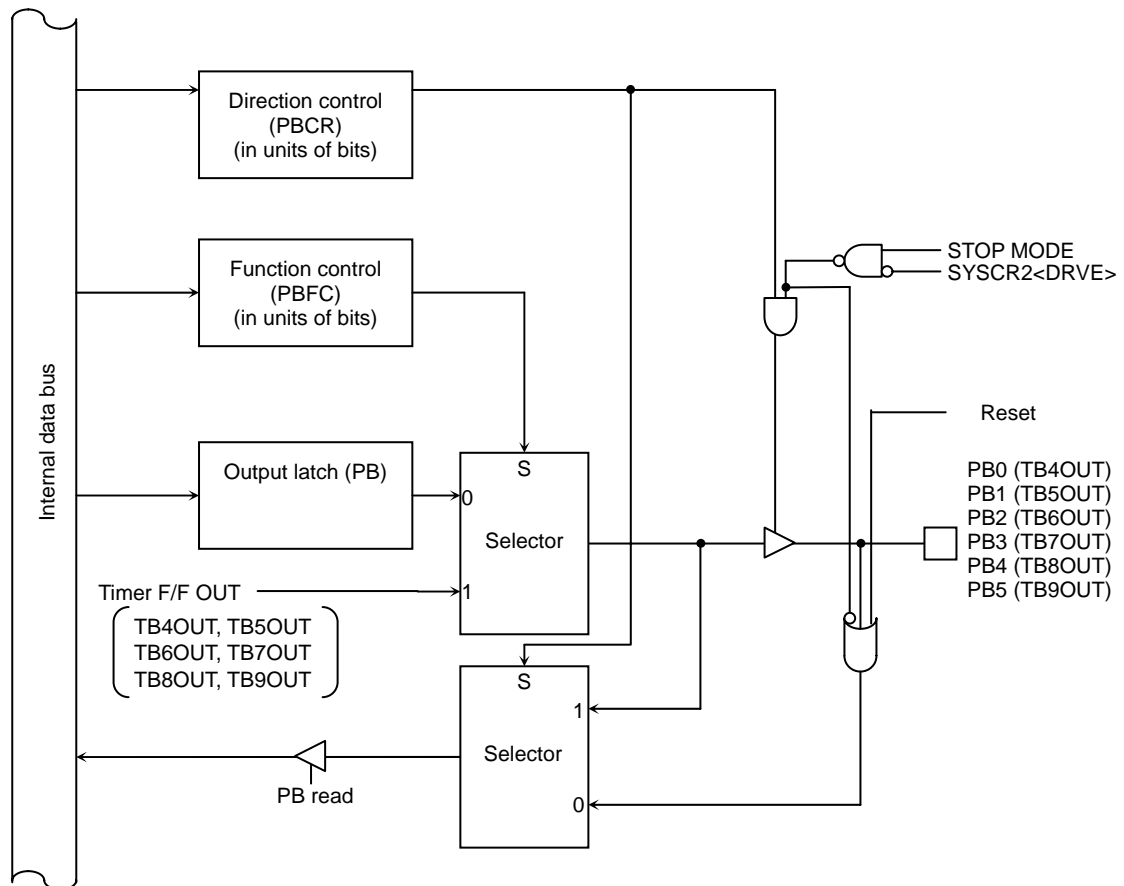 Internal data bus
Direction control
(PBCR)
(in units of bits)
Function control
(PBFC)
(in units of bits)
Output latch (PB)
Timer F/F OUT
TB4OUT, TB5OUT
TB6OUT, TB7OUT
TB8OUT, TB9OUT
S
0
Selector
1
S
1
Selector
0
PB read
STOP MODE
SYSCR2<DRVE>
Reset
PB0 (TB4OUT)
PB1 (TB5OUT)
PB2 (TB6OUT)
PB3 (TB7OUT)
PB4 (TB8OUT)
PB5 (TB9OUT)